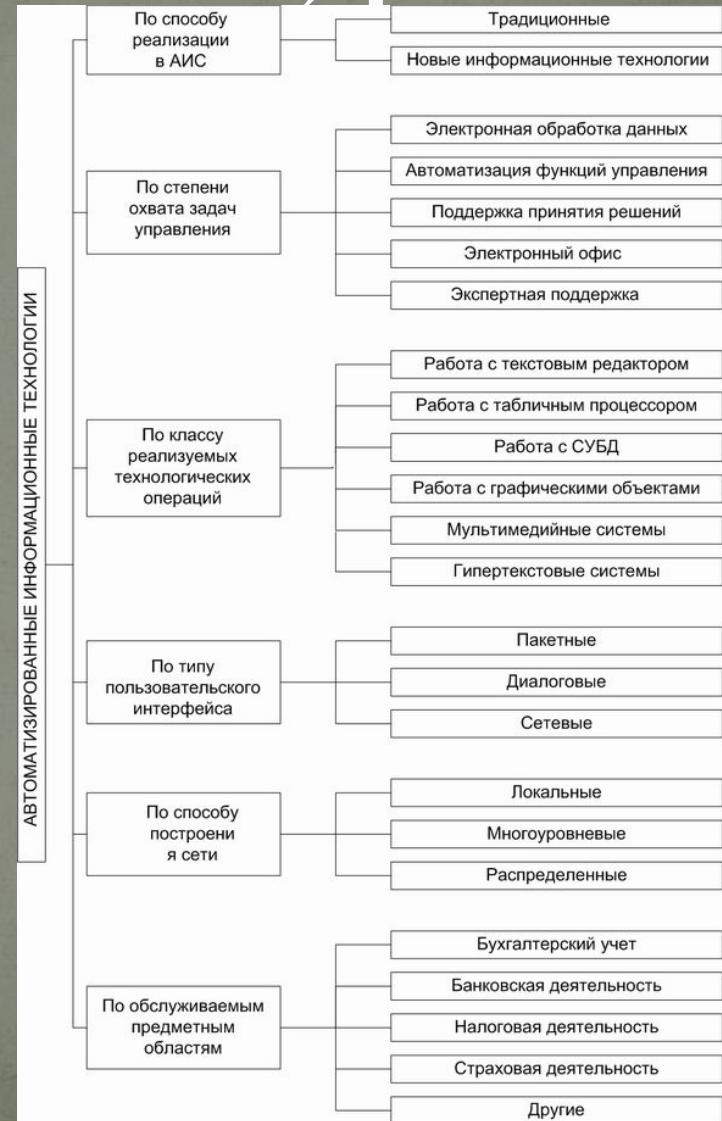 АВТОМАТИЗИРОВАННЫЕ ИНФОРМАЦИОННЫЕ ТЕХНОЛОГИИ
По способу
реализации
в АИС
Традиционные
Новые информационные технологии
По степени
охвата задач
управления
Электронная обработка данных
Автоматизация функций управления
Поддержка принятия решений
Электронный офис
Экспертная поддержка
По классу
реализуемых
технологических
операций
Работа с текстовым редактором
Работа с табличным процессором
Работа с СУБД
Работа с графическими объектами
Мультимедийные системы
Гипертекстовые системы
По типу
пользовательского
интерфейса
Пакетные
Диалоговые
Сетевые
По способу
построени
я сети
Локальные
Многоуровневые
Распределенные
По обслуживаемым
предметным
областям
Бухгалтерский учет
Банковская деятельность
Налоговая деятельность
Страховая деятельность
Другие